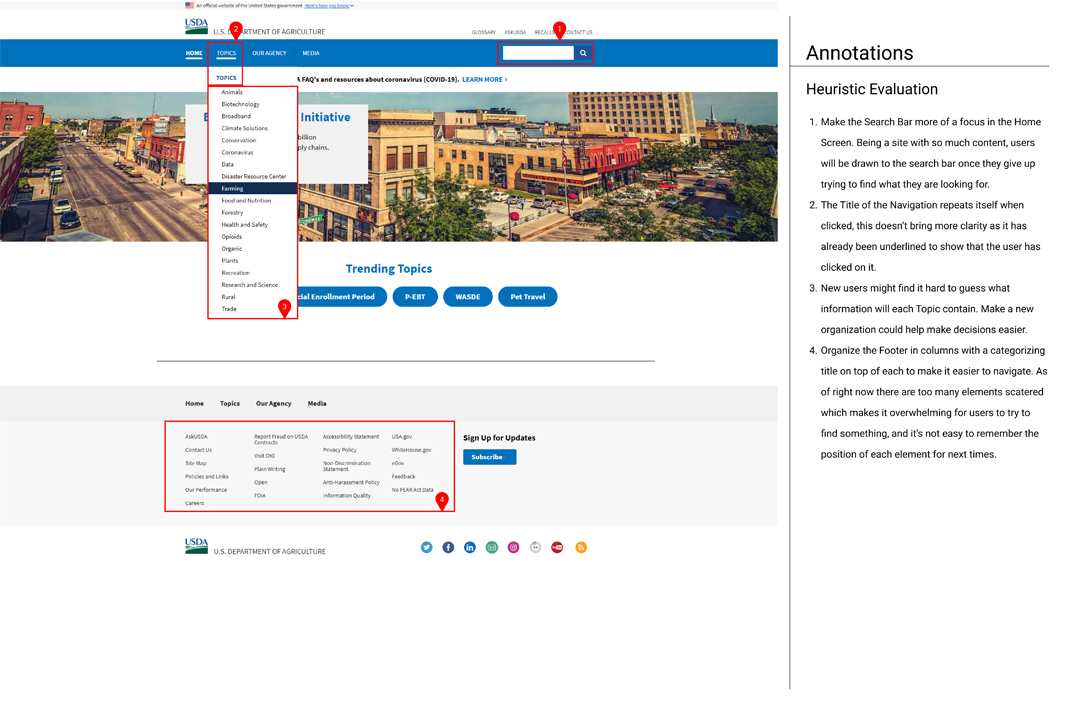 An official website of the United States government Here's how you know
USDA
U.S. DEPARTMENT OF AGRICULTURE
2
GLOSSARY ASKUSDA RECALLS CONTACT US
1
HOME TOPICS OUR AGENCY MEDIA
TOPICS
A FAQ's and resources about coronavirus (COVID-19). LEARN MORE ›
Animals
Biotechnology
Broadband
Climate Solutions
Conservation
Coronavirus
Data
Disaster Resource Center
Farming
Food and Nutrition
Forestry
Health and Safety
Opioids
Organic
Plants
Recreation
Research and Science
Rural
Trade
3
Initiative
billion
ply chains.
Trending Topics
cial Enrollment Period P-EBT WASDE Pet Travel
Home Topics Our Agency Media
AskUSDA
Contact Us
Site Map
Policies and Links
Our Performance
Careers
Report Fraud on USDA
Contracts
Visit OIG
Plain Writing
Open
FOIA
Accessibility Statement
Privacy Policy
Non-Discrimination
Statement
Anti-Harassment Policy
Information Quality
USA.gov
WhiteHouse.gov
eGov
Feedback
No FEAR Act Data
4
Sign Up for Updates
Subscribe
USDA
U.S. DEPARTMENT OF AGRICULTURE
Annotations
Heuristic Evaluation
1. Make the Search Bar more of a focus in the Home
Screen. Being a site with so much content, users
will be drawn to the search bar once they give up
trying to find what they are looking for.
2. The Title of the Navigation repeats itself when
clicked, this doesn't bring more clarity as it has
already been underlined to show that the user has
clicked on it.
3. New users might find it hard to guess what
information will each Topic contain. Make a new
organization could help make decisions easier.
4. Organize the Footer in columns with a categorizing
title on top of each to make it easier to navigate. As
of right now there are too many elements scatered
which makes it overwhelming for users to try to
find something, and it's not easy to remember the
position of each element for next times.